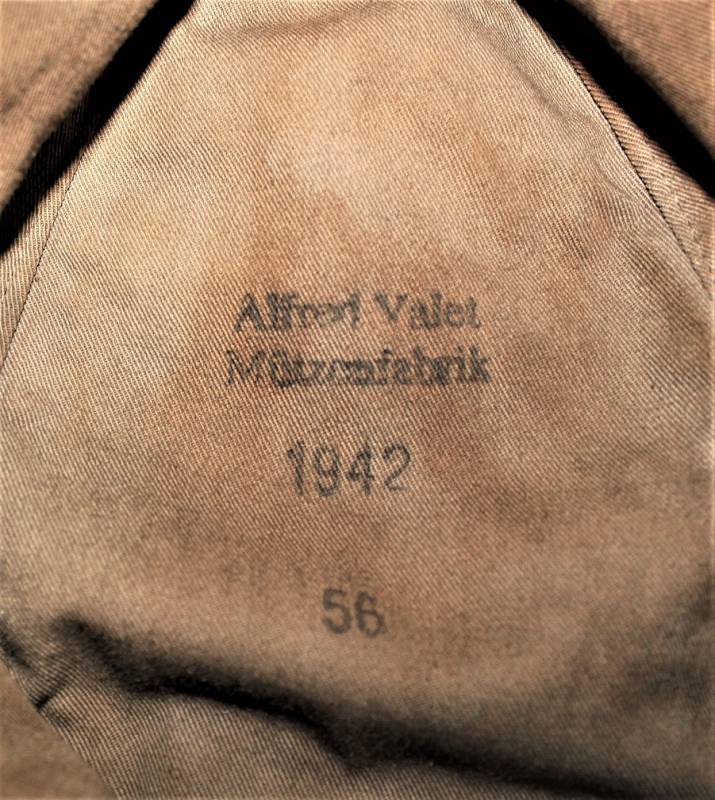 Alfred Valet
Mützenfabrik
1942
56